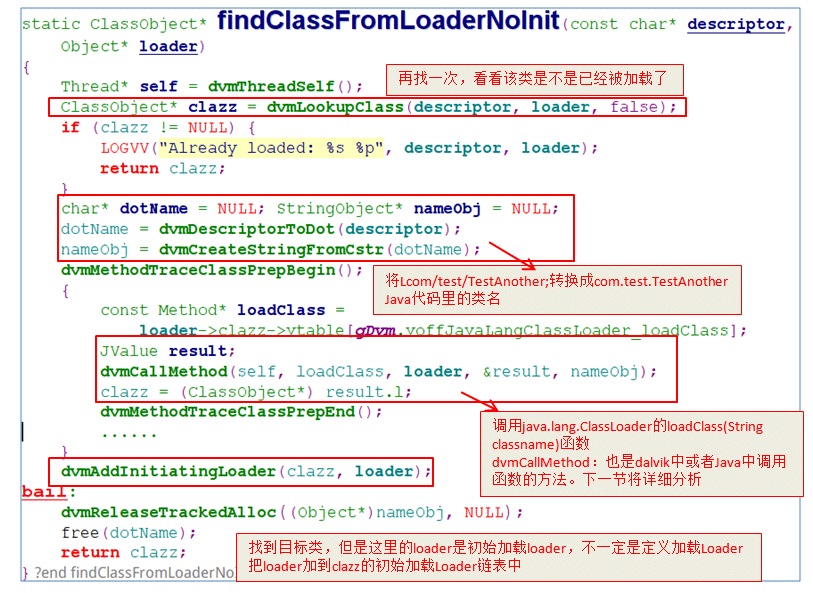 static ClassObject* findClassFromLoaderNoInit(const char* descriptor,
Object* loader)
{
Thread* self = dvmThreadSelf();
再找一次，看看该类是不是已经被加载了
ClassObject* clazz = dvmLookupClass(descriptor, loader, false);
if (clazz != NULL) {
LOGVV("Already loaded: %s %p", descriptor, loader);
return clazz;
}
char* dotName = NULL; StringObject* nameObj = NULL;
dotName = dvmDescriptorToDot(descriptor);
nameObj = dvmCreateStringFromCstr(dotName);
dvmMethodTraceClassPrepBegin();
将Lcom/test/TestAnother;转换成com.test.TestAnother
Java代码里的类名
{
const Method* loadClass =
loader->clazz->vtable[gDvm.voffJavaLangClassLoader_loadClass];
JValue result;
dvmCallMethod(self, loadClass, loader, &result, nameObj);
clazz = (ClassObject*) result.l;
dvmMethodTraceClassPrepEnd();
......
调用java.lang.ClassLoader的loadClass(String
classname)函数
dvmCallMethod：也是dalvik中或者Java中调用
函数的方法。下一节将详细分析
}
dvmAddInitiatingLoader(clazz, loader);
bail:
dvmReleaseTrackedAlloc((Object*)nameObj, NULL);
free(dotName);
return clazz;
找到目标类，但是这里的loader是初始加载loader，不一定是定义加载Loader
把loader加到clazz的初始加载Loader链表中
} ?end findClassFromLoaderNo